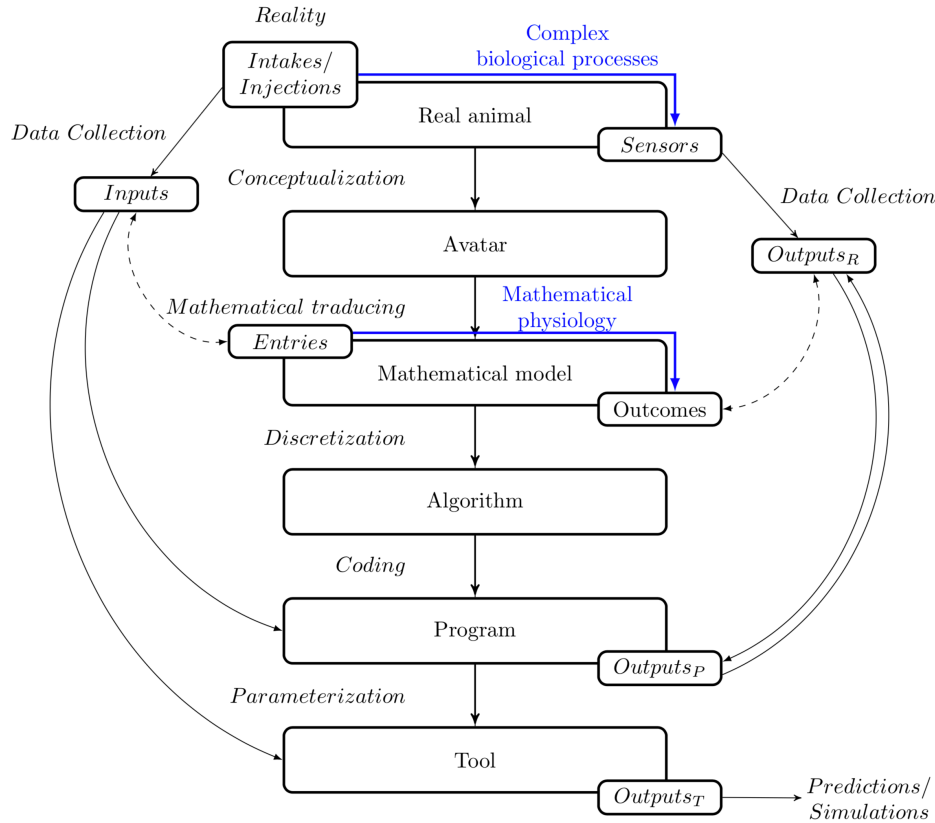 Reality
Complex
biological processes
Intakes/
Injections
Real animal
Data Collection
Sensors
Conceptualization
Inputs
Data Collection
Avatar
Outputs_R
Mathematical
physiology
Mathematical traducing
Entries
Mathematical model
Outcomes
Discretization
Algorithm
Coding
Program
Outputs_P
Parameterization
Tool
Outputs_T
Predictions/
Simulations